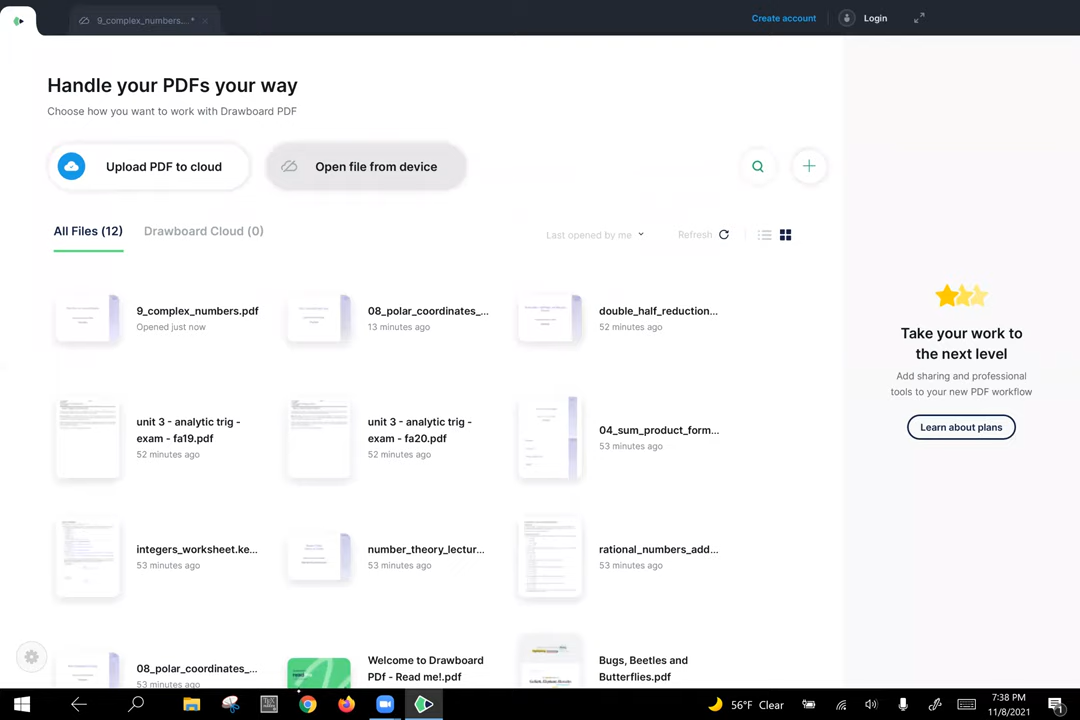 9_complex_numbers.... *
Create account
Login
Handle your PDFs your way
Choose how you want to work with Drawboard PDF
Upload PDF to cloud
Open file from device
All Files (12)
Drawboard Cloud (0)
Last opened by me
Refresh
9_complex_numbers.pdf
Opened just now
08_polar_coordinates_...
13 minutes ago
double_half_reduction...
52 minutes ago
unit 3 - analytic trig -
exam - fa19.pdf
52 minutes ago
unit 3 - analytic trig -
exam - fa20.pdf
52 minutes ago
04_sum_product_form...
53 minutes ago
integers_worksheet.ke...
53 minutes ago
number_theory_lectur...
53 minutes ago
rational_numbers_add...
53 minutes ago
08_polar_coordinates_...
53 minutes ago
Welcome to Drawboard
PDf - Read me!.pdf
Bugs, Beetles and
Butterflies.pdf
Take your work to
the next level
Add sharing and professional
tools to your new PDF workflow
Learn about plans
56°F Clear
7:38 PM
11/8/2021